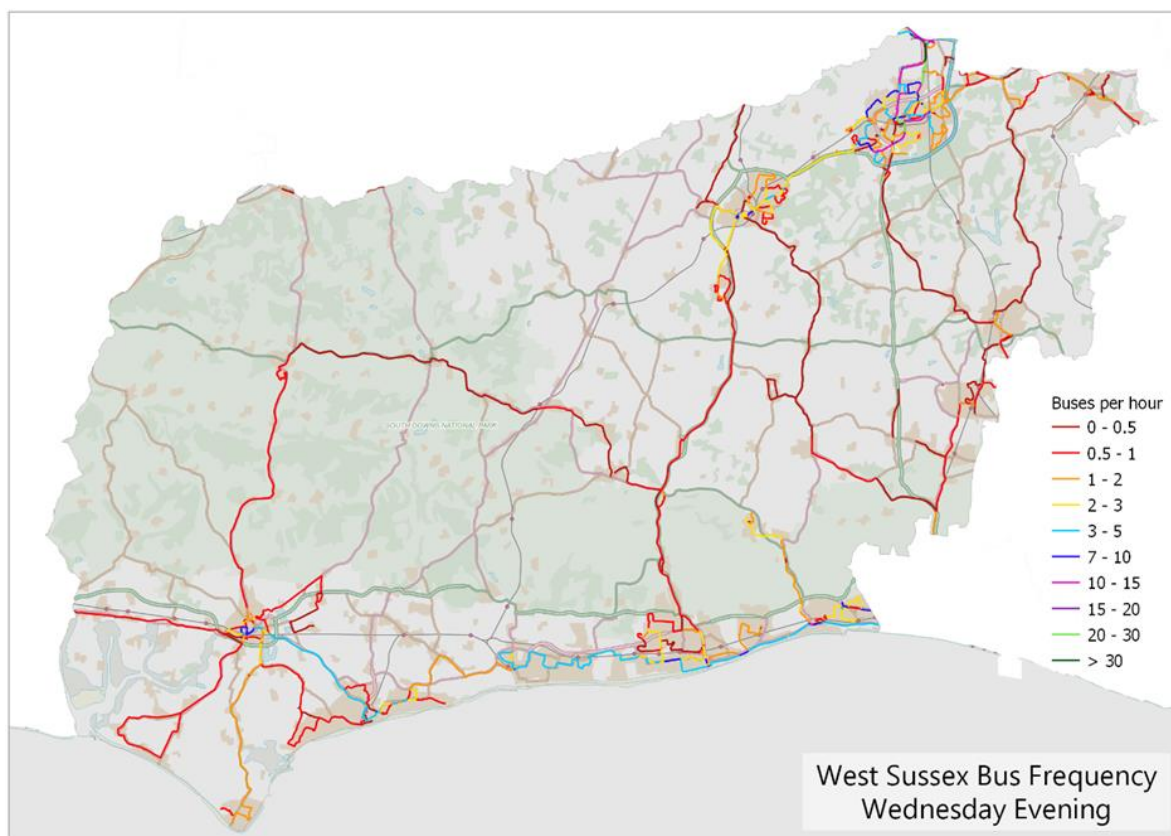 SOUTH DOWNS NATIONAL PARK
Buses per hour
0 - 0.5
0.5 - 1
1 - 2
2 - 3
3 - 5
7 - 10
10 - 15
15 - 20
20 - 30
> 30
West Sussex Bus Frequency
Wednesday Evening